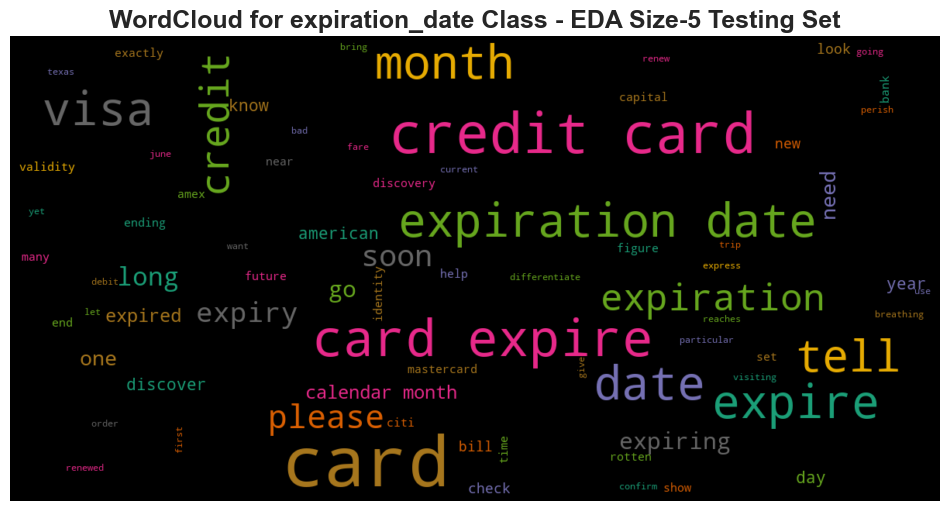 WordCloud for expiration_date Class - EDA Size-5 Testing Set
exactly
bring
month
look
going
texas
visa
credit
know
renew
capital
bank
perish
bad
credit card
new
june
near
fare
validity
current
discovery
amex
need
yet
ending
american
expiration date
want
soon
figure
trip
many
long
future
identity
help
differentiate
express
debit
go
year
use
end
let
expired
expiry
expiration
reaches
breathing
one
card expire
particular
set
tell
discover
mastercard
give
date
visiting
calendar month
expire
order
first
please
citi
bill
time
expiring
rotten
renewed
card
check
confirm
show
day